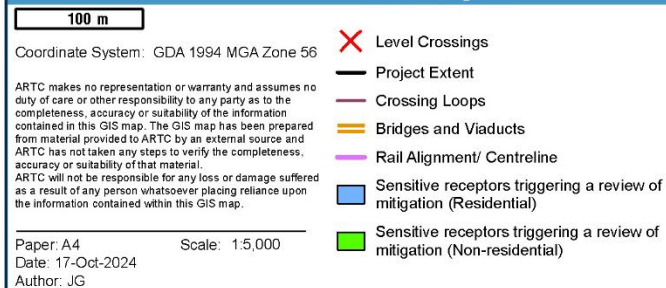 100 m
Coordinate System: GDA 1994 MGA Zone 56
ARTC makes no representation or warranty and assumes no
duty of care or other responsibility to any party as to the
completeness, accuracy or suitability of the information
contained in this GIS map. The GIS map has been prepared
from material provided to ARTC by an external source and
ARTC has not taken any steps to verify the completeness,
accuracy or suitability of that material.
ARTC will not be responsible for any loss or damage suffered
as a result of any person whatsoever placing reliance upon
the information contained within this GIS map.
Paper: A4 Scale: 1:5,000
Date: 17-Oct-2024
Author: JG
Level Crossings
Project Extent
Crossing Loops
Bridges and Viaducts
Rail Alignment/ Centreline
Sensitive receptors triggering a review of
mitigation (Residential)
Sensitive receptors triggering a review of
mitigation (Non-residential)